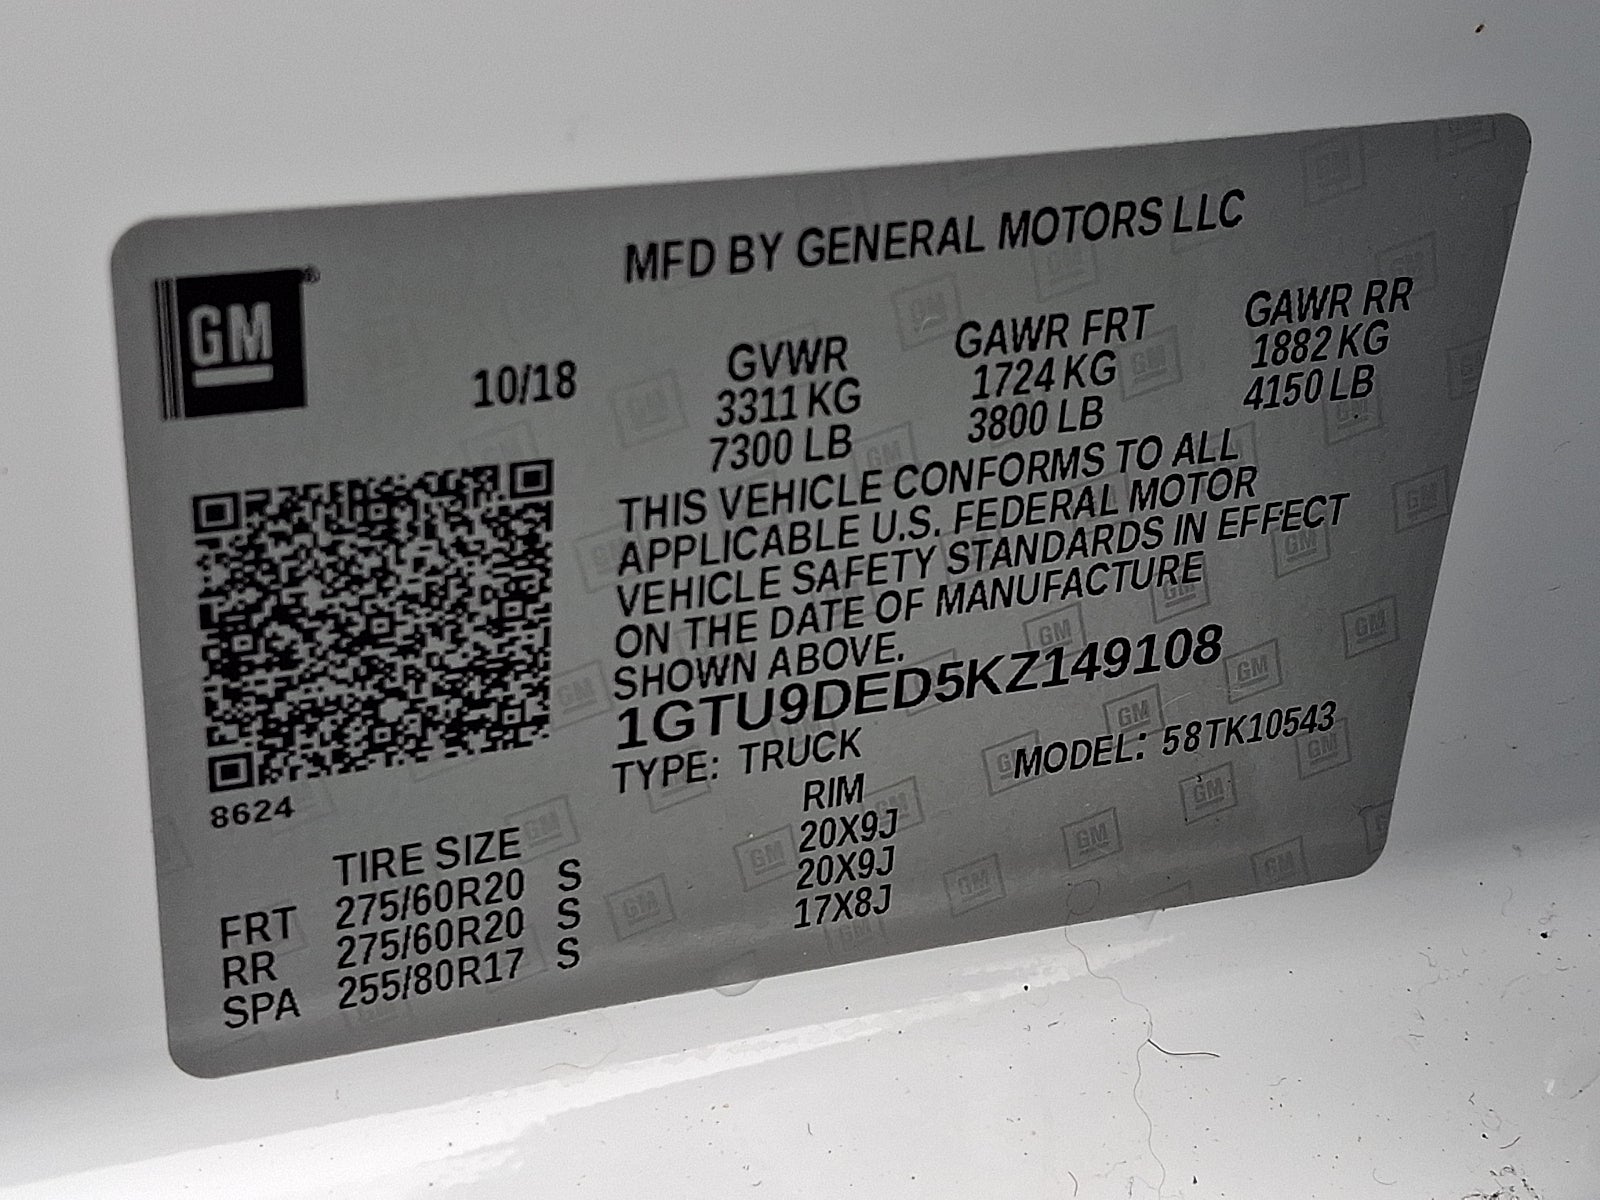 GM
MFD BY GENERAL MOTORS LLC
10/18
GVWR GAWR FRT GAWR RR
3311 KG 1724 KG 1882 KG
7300 LB 3800 LB 4150 LB
THIS VEHICLE CONFORMS TO ALL
APPLICABLE U.S. FEDERAL MOTOR
VEHICLE SAFETY STANDARDS IN EFFECT
ON THE DATE OF MANUFACTURE
SHOWN ABOVE.
1GTU9DED5KZ149108
TYPE: TRUCK MODEL: 58TK10543
8624
TIRE SIZE RIM
FRT 275/60R20 S 20X9J
RR 275/60R20 S 20X9J
SPA 255/80R17 S 17X8J